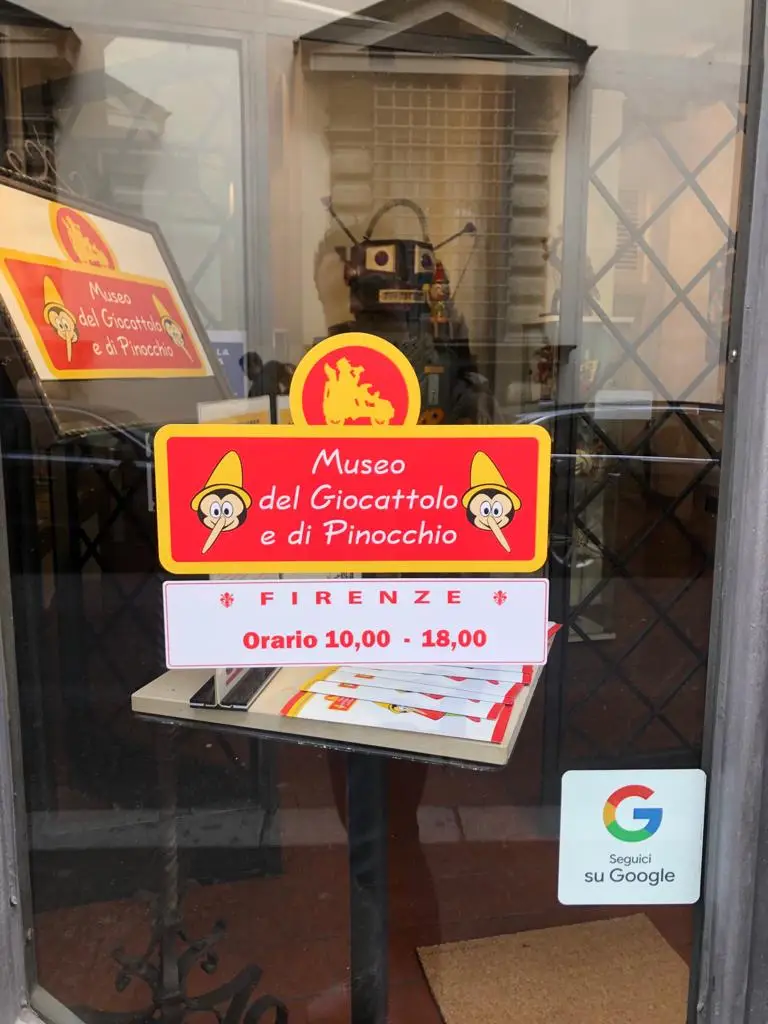 Museo
del Giocattolo
e di Pinocchio
Museo
del Giocattolo
e di Pinocchio
FIRENZE
Orario 10,00 - 18,00
G
Seguici
su Google